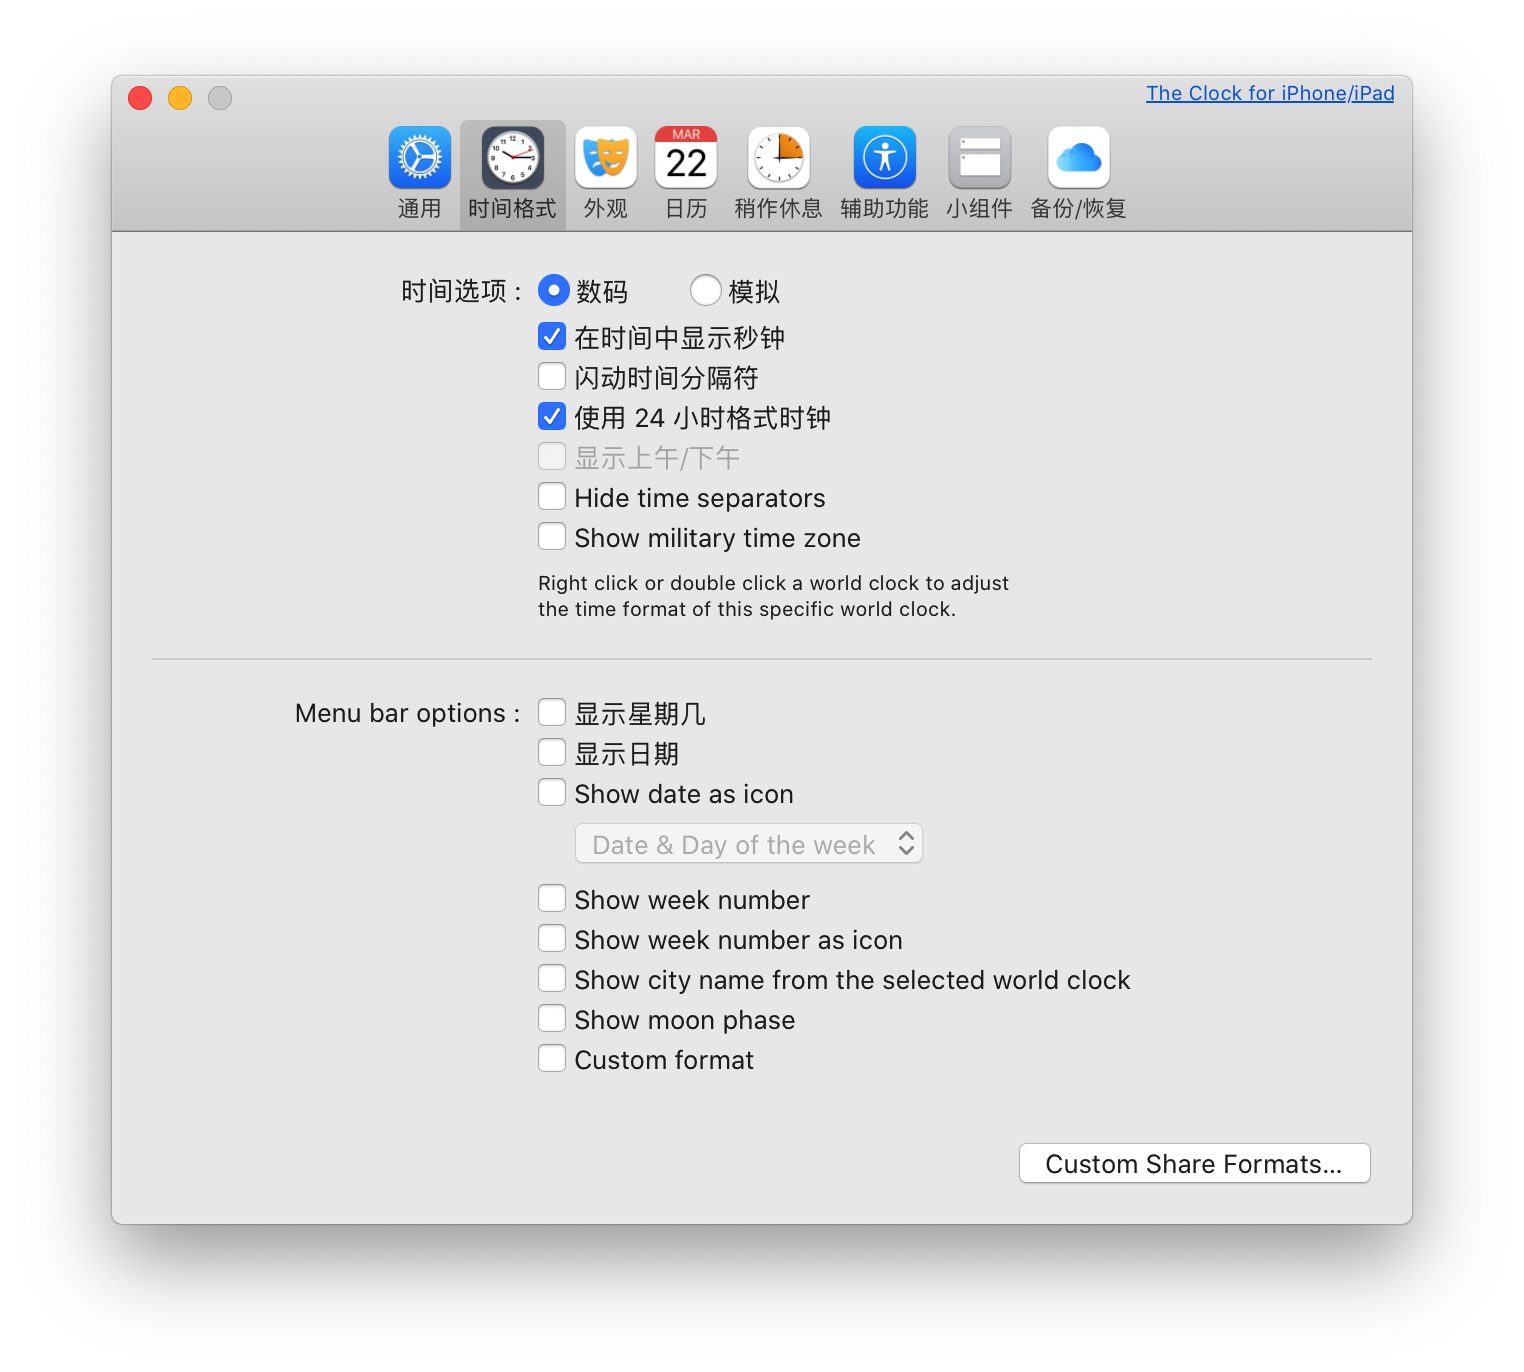 The Clock for iPhone/iPad
MAR
22
通用
时间格式
外观
日历
稍作休息
辅助功能
小组件
备份/恢复
时间选项： 数码 模拟
在时间中显示秒钟
闪动时间分隔符
使用 24 小时格式时钟
显示上午/下午
Hide time separators
Show military time zone
Right click or double click a world clock to adjust
the time format of this specific world clock.
Menu bar options : 显示星期几
显示日期
Show date as icon
Date & Day of the week
Show week number
Show week number as icon
Show city name from the selected world clock
Show moon phase
Custom format
Custom Share Formats...